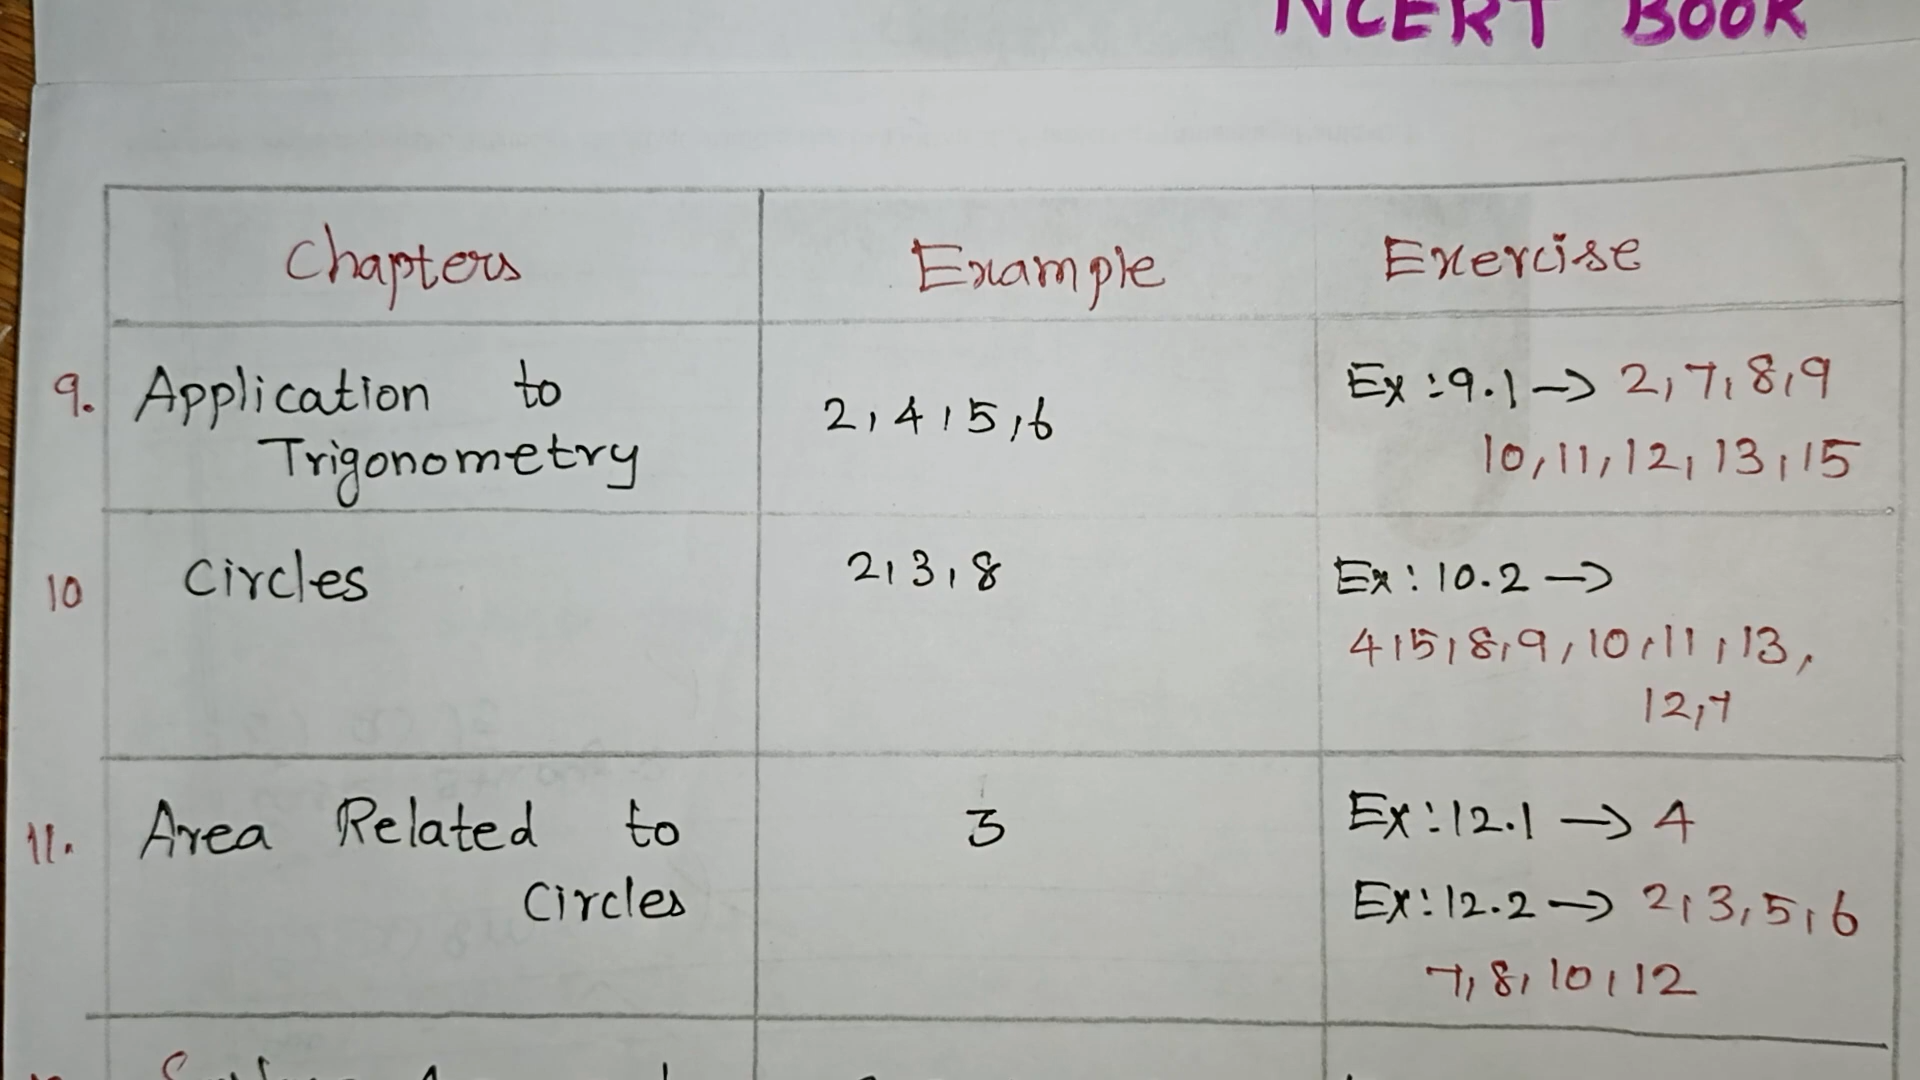 NCERT BOOK
Chapters Example Exercise
9. Application to
Trigonometry
2, 4, 5, 6
Ex : 9.1 → 2, 7, 8, 9
10, 11, 12, 13, 15
10 Circles
2, 3, 8
Ex : 10.2 →
4, 5, 8, 9, 10, 11, 13,
12, 7
11. Area Related to
Circles
3
Ex : 12.1 → 4
Ex : 12.2 → 2, 3, 5, 6
7, 8, 10, 12